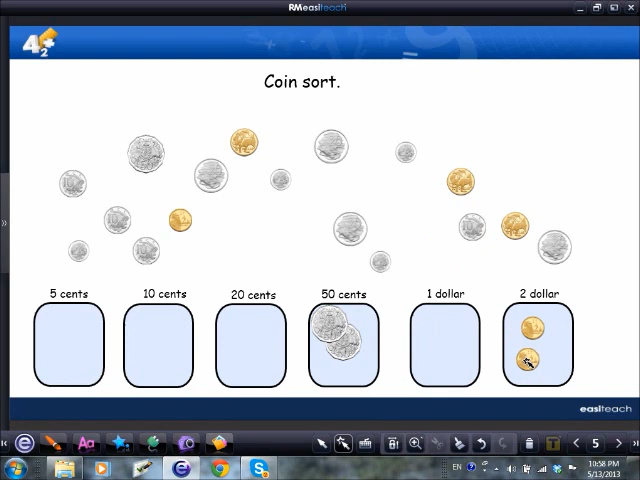 RMeasiteach
Coin sort.
5 cents
10 cents
20 cents
50 cents
1 dollar
2 dollar
easiteach
5
EN
10:58 PM
5/13/2013